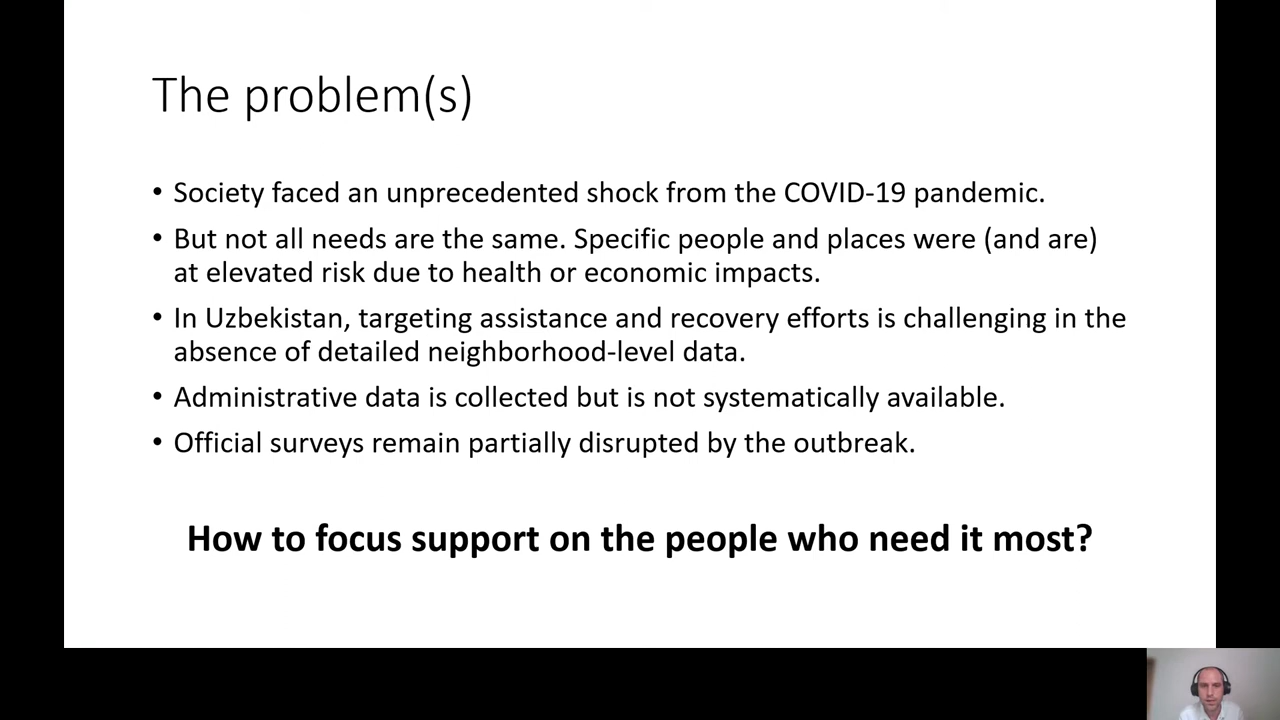 The problem(s)
• Society faced an unprecedented shock from the COVID-19 pandemic.
• But not all needs are the same. Specific people and places were (and are)
at elevated risk due to health or economic impacts.
• In Uzbekistan, targeting assistance and recovery efforts is challenging in the
absence of detailed neighborhood-level data.
• Administrative data is collected but is not systematically available.
• Official surveys remain partially disrupted by the outbreak.
How to focus support on the people who need it most?